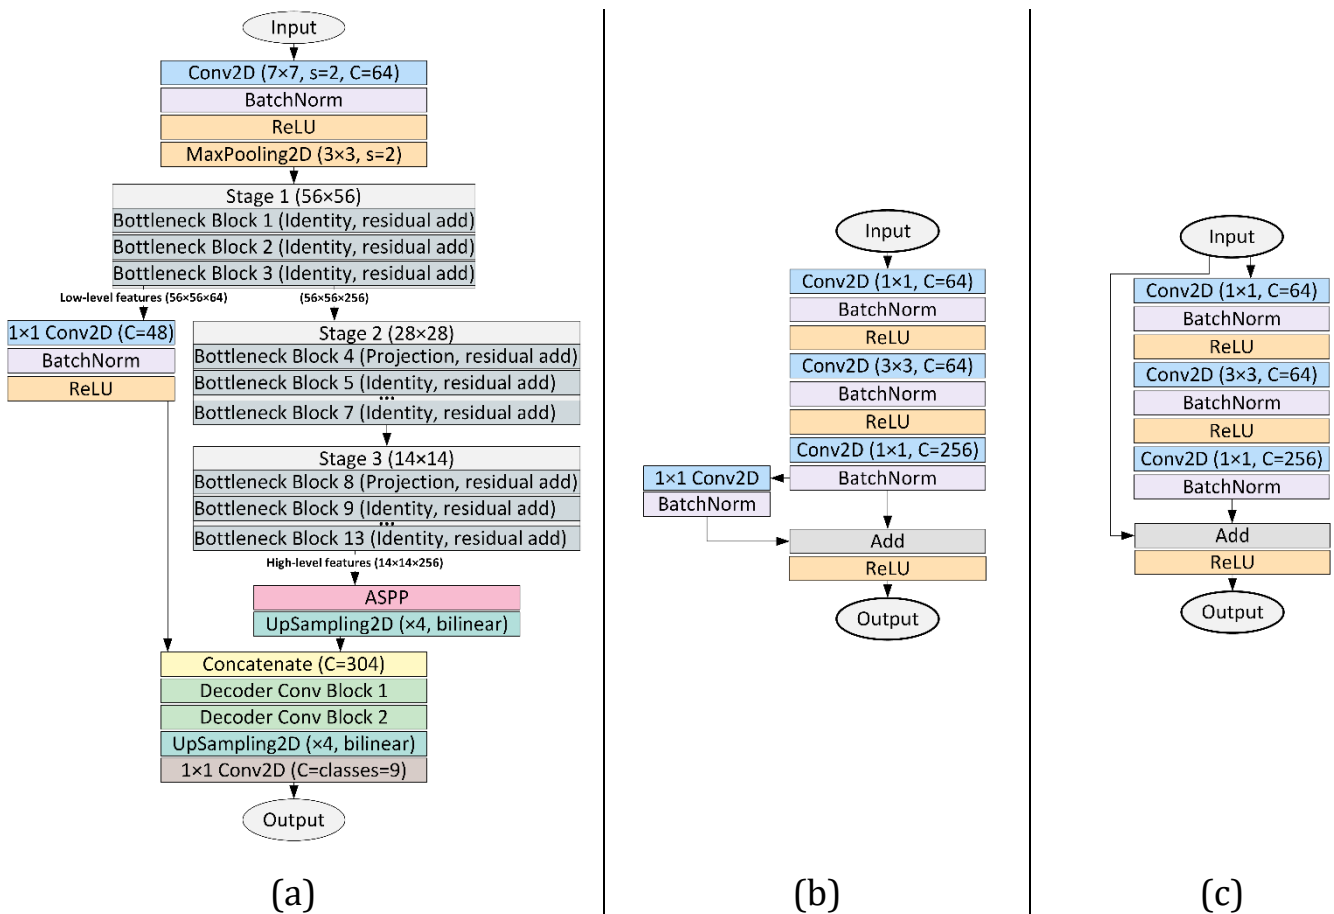 Input
Conv2D (7×7, s=2, C=64)
BatchNorm
ReLU
MaxPooling2D (3×3, s=2)
Stage 1 (56×56)
Bottleneck Block 1 (Identity, residual add)
Bottleneck Block 2 (Identity, residual add)
Bottleneck Block 3 (Identity, residual add)
Low-level features (56×56×64)
(56×56×256)
1×1 Conv2D (C=48)
BatchNorm
ReLU
Stage 2 (28×28)
Bottleneck Block 4 (Projection, residual add)
Bottleneck Block 5 (Identity, residual add)
...
Bottleneck Block 7 (Identity, residual add)
Stage 3 (14×14)
Bottleneck Block 8 (Projection, residual add)
Bottleneck Block 9 (Identity, residual add)
...
Bottleneck Block 13 (Identity, residual add)
High-level features (14×14×256)
ASPP
UpSampling2D (×4, bilinear)
Concatenate (C=304)
Decoder Conv Block 1
Decoder Conv Block 2
UpSampling2D (×4, bilinear)
1×1 Conv2D (C=classes=9)
Output
(a)
Input
Conv2D (1×1, C=64)
BatchNorm
ReLU
Conv2D (3×3, C=64)
BatchNorm
ReLU
Conv2D (1×1, C=256)
BatchNorm
1×1 Conv2D
BatchNorm
Add
ReLU
Output
(b)
Input
Conv2D (1×1, C=64)
BatchNorm
ReLU
Conv2D (3×3, C=64)
BatchNorm
ReLU
Conv2D (1×1, C=256)
BatchNorm
Add
ReLU
Output
(c)